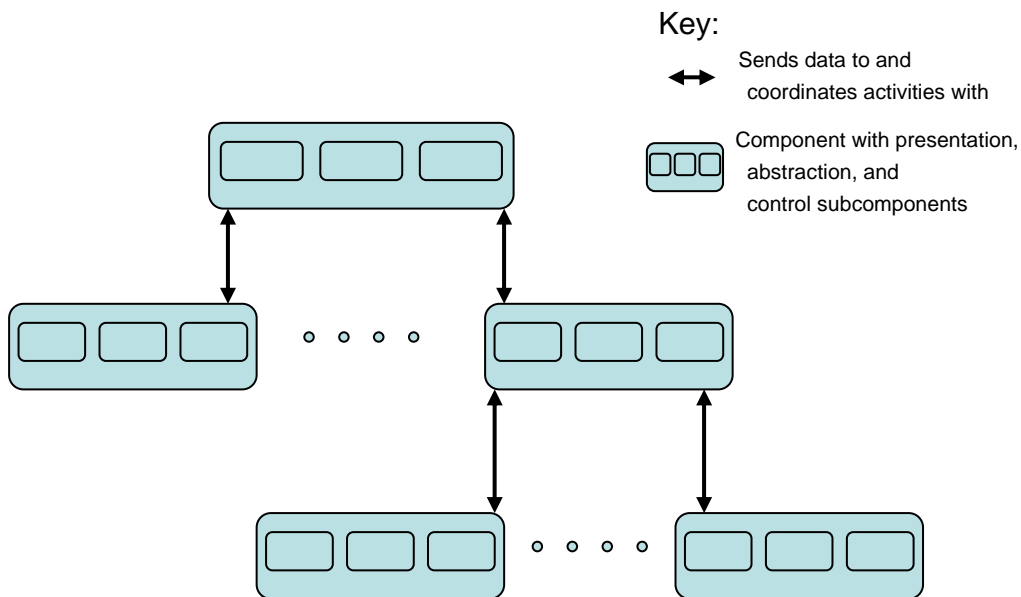 Key:
Sends data to and
coordinates activities with
Component with presentation,
abstraction, and
control subcomponents